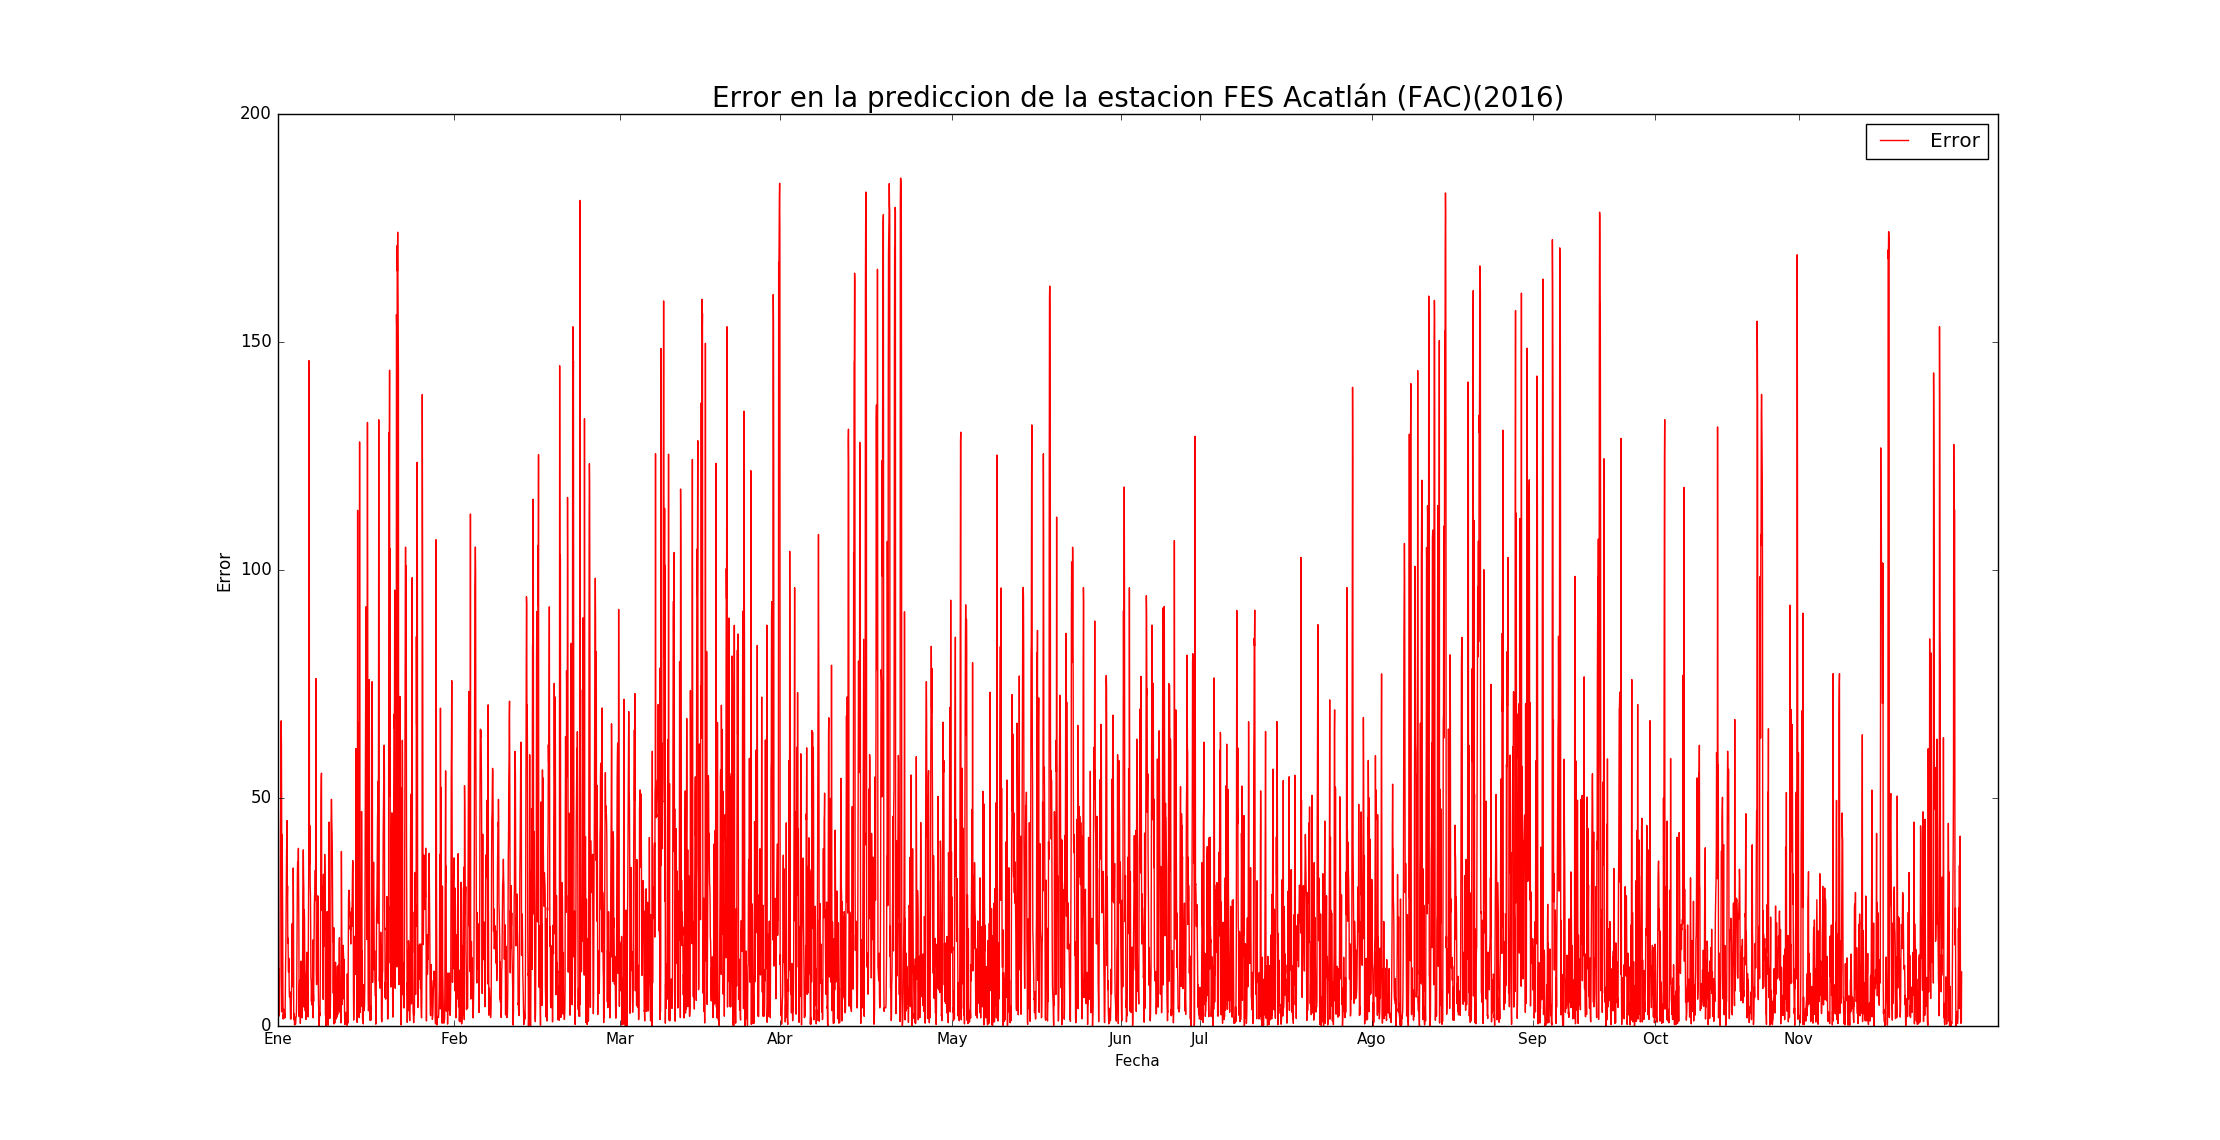 Error en la prediccion de la estacion FES Acatlán (FAC)(2016)
Error
200
150
100
50
0
Error
Ene Feb Mar Abr May Jun Jul Ago Sep Oct Nov
Fecha